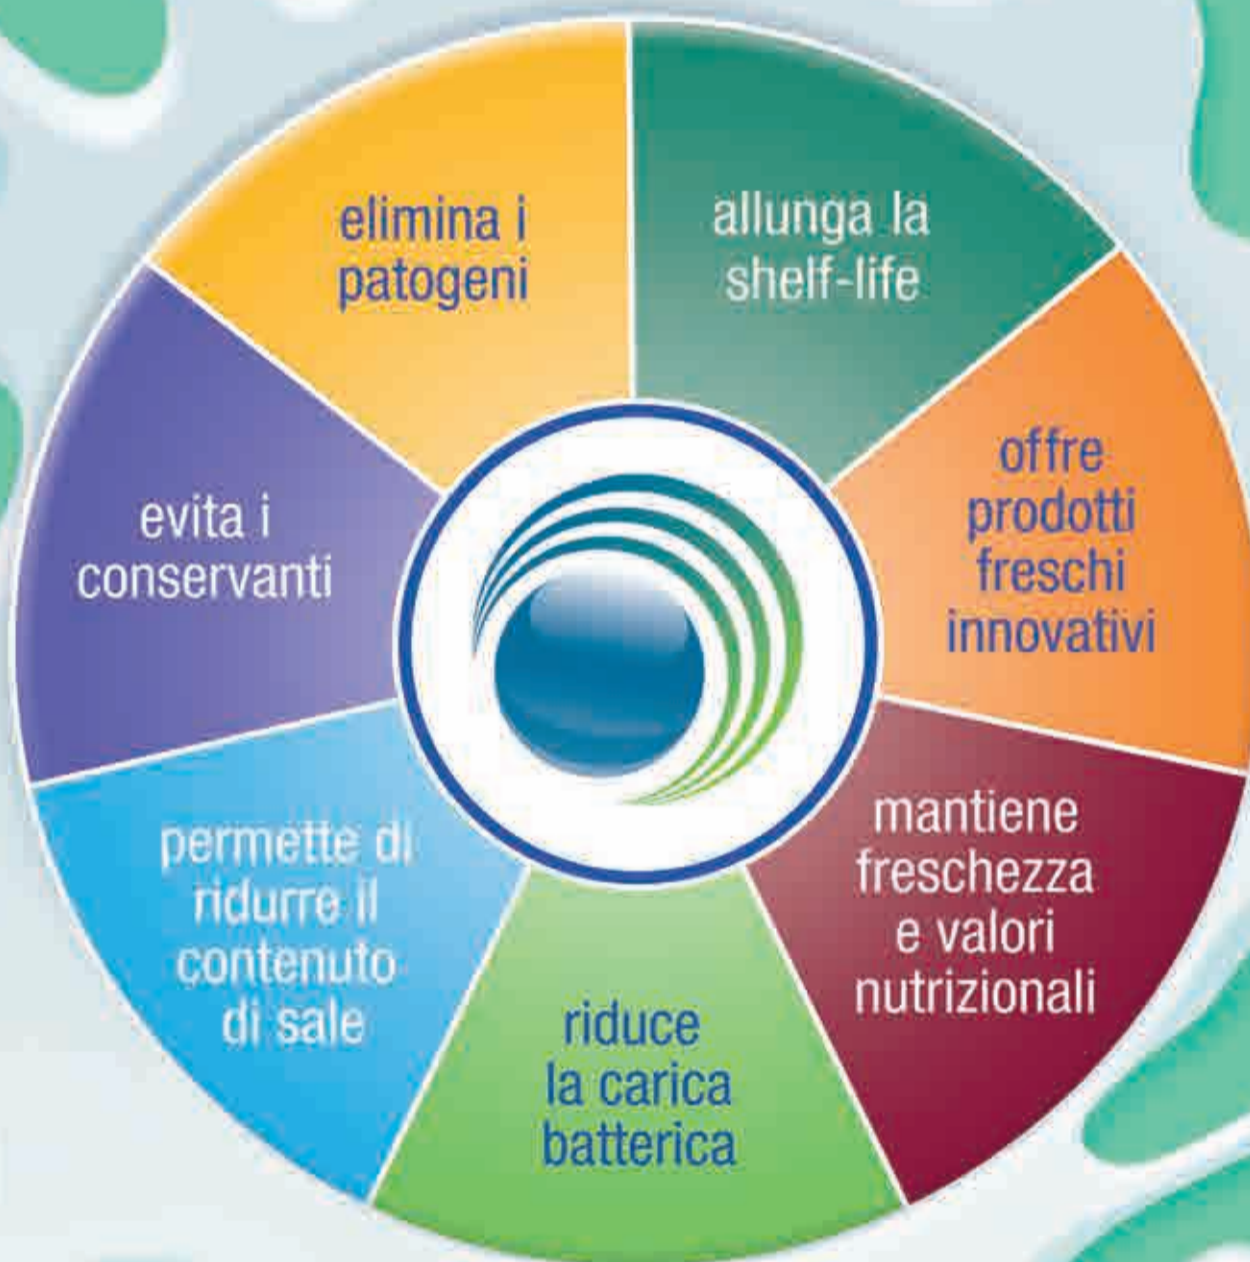 elimina i
patogeni
allunga la
shelf-life
offre
prodotti
freschi
innovativi
mantiene
freschezza
e valori
nutrizionali
riduce
la carica
batterica
permette di
ridurre il
contenuto
di sale
evita i
conservanti